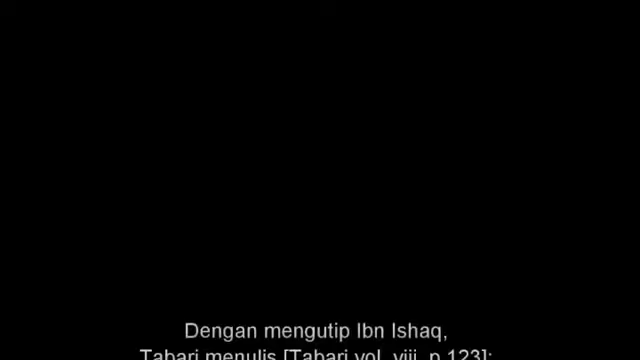 Dengan mengutip Ibn Ishaq,
Tabari menulis [Tabari vol. viii, p.123]: